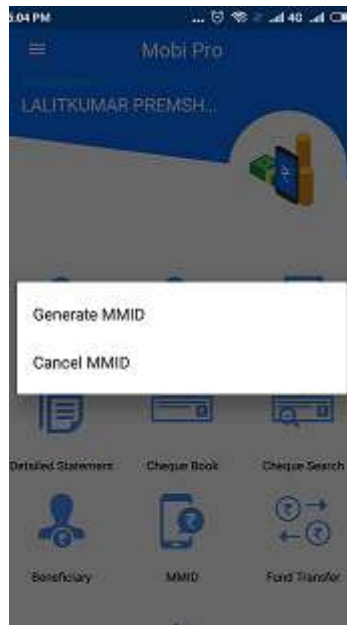 5:04 PM ... 4G
Mobi Pro
LALITKUMAR PREMSH...
Generate MMID
Cancel MMID
Detailed Statement Cheque Book Cheque Search
Beneficiary MMID Fund Transfer